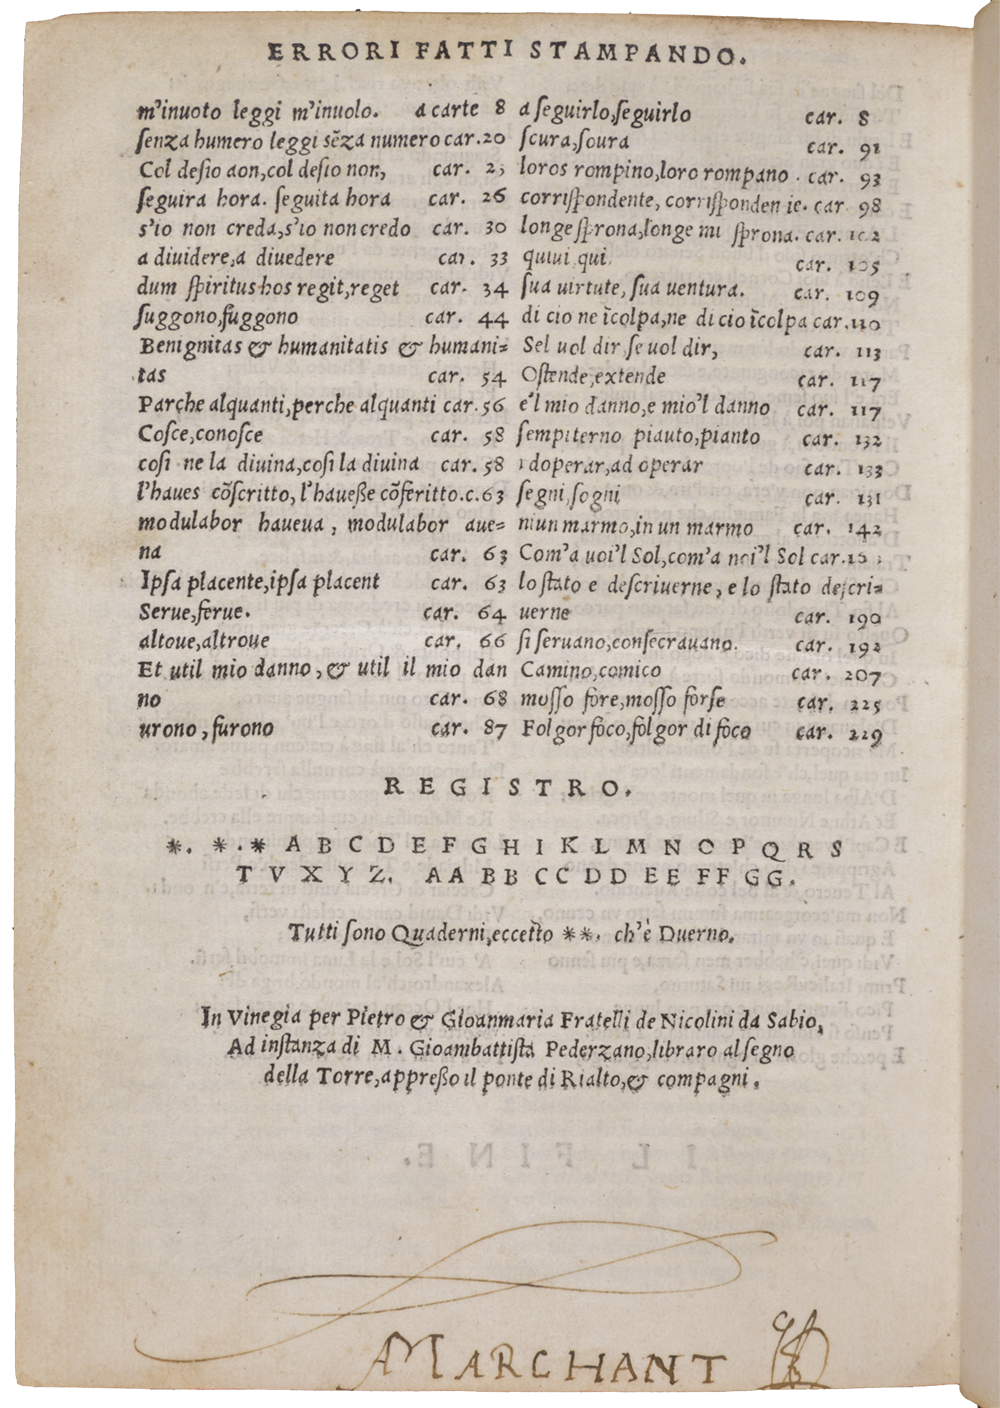 ERRORI FATTI STAMPANDO.
m'inuoto leggi m'inuolo. a carte 8
ſenza humero leggi sẽza numero car.20
Col deſio aon,col deſio non, car. 25
ſeguira hora. ſeguita hora car. 26
s'io non creda,s'io non credo car. 30
a diuidere,a diuedere car. 33
dum ſpiritus hos regit,reget car. 34
ſuggono,fuggono car. 44
Benignitas & humanitatis & humani=
tas car. 54
Parche alquanti,perche alquanti car.56
Coſce,conoſce car. 58
coſi ne la diuina,coſi la diuina car.58
l'haues cõſcritto, l'haueße cõferitto.c.63
modulabor haueua, modulabor aue=
na car. 63
Ipſa placente,ipſa placent car. 63
Serue,ferue. car. 64
altoue,altroue car. 66
Et util mio danno, & util il mio dan
no car. 68
urono, furono car. 87
a ſeguirlo,ſeguirlo car. 8
ſcura,ſoura car. 91
loros rompino,loro rompano. car. 93
corriſpondente, corriſponden ie. car. 98
longe ſprona,longe mi ſprona. car. 102
quiui,qui. car. 105
ſua uirtute, ſua uentura. car. 109
di cio ne ĩcolpa,ne di cio ĩcolpa car.110
Sel uol dir,ſe uol dir, car. 113
Oſtende,extende car. 117
e'l mio danno,e mio'l danno car. 117
ſempiterno piauto,pianto car. 132
doperar,ad operar car. 133
ſegni,ſogni car. 131
niun marmo,in un marmo car. 142
Com'a uoi'l Sol,com'a noi'l Sol car.
lo ſtato e deſcriuerne, e lo ſtato deſcri=
uerne car. 190
ſi ſeruano,conſecrauano. car. 192
Camino,comico car. 207
moſſo fore,moſſo forſe car. 225
Folgor foco,folgor di foco car. 229
REGISTRO.
*. *.* A B C D E F G H I K L M N O P Q R S
T V X Y Z. AA BB CC DD EE FF GG.
Tutti ſono Quaderni,eccetto **. ch'è Duerno.
In Vinegia per Pietro & Gioanmaria Fratelli de Nicolini da Sabio,
Ad inſtanza di M. Gioambattiſta Pederzano,libraro al ſegno
della Torre,appreßo il ponte di Rialto,& compagni.
MARCHANT